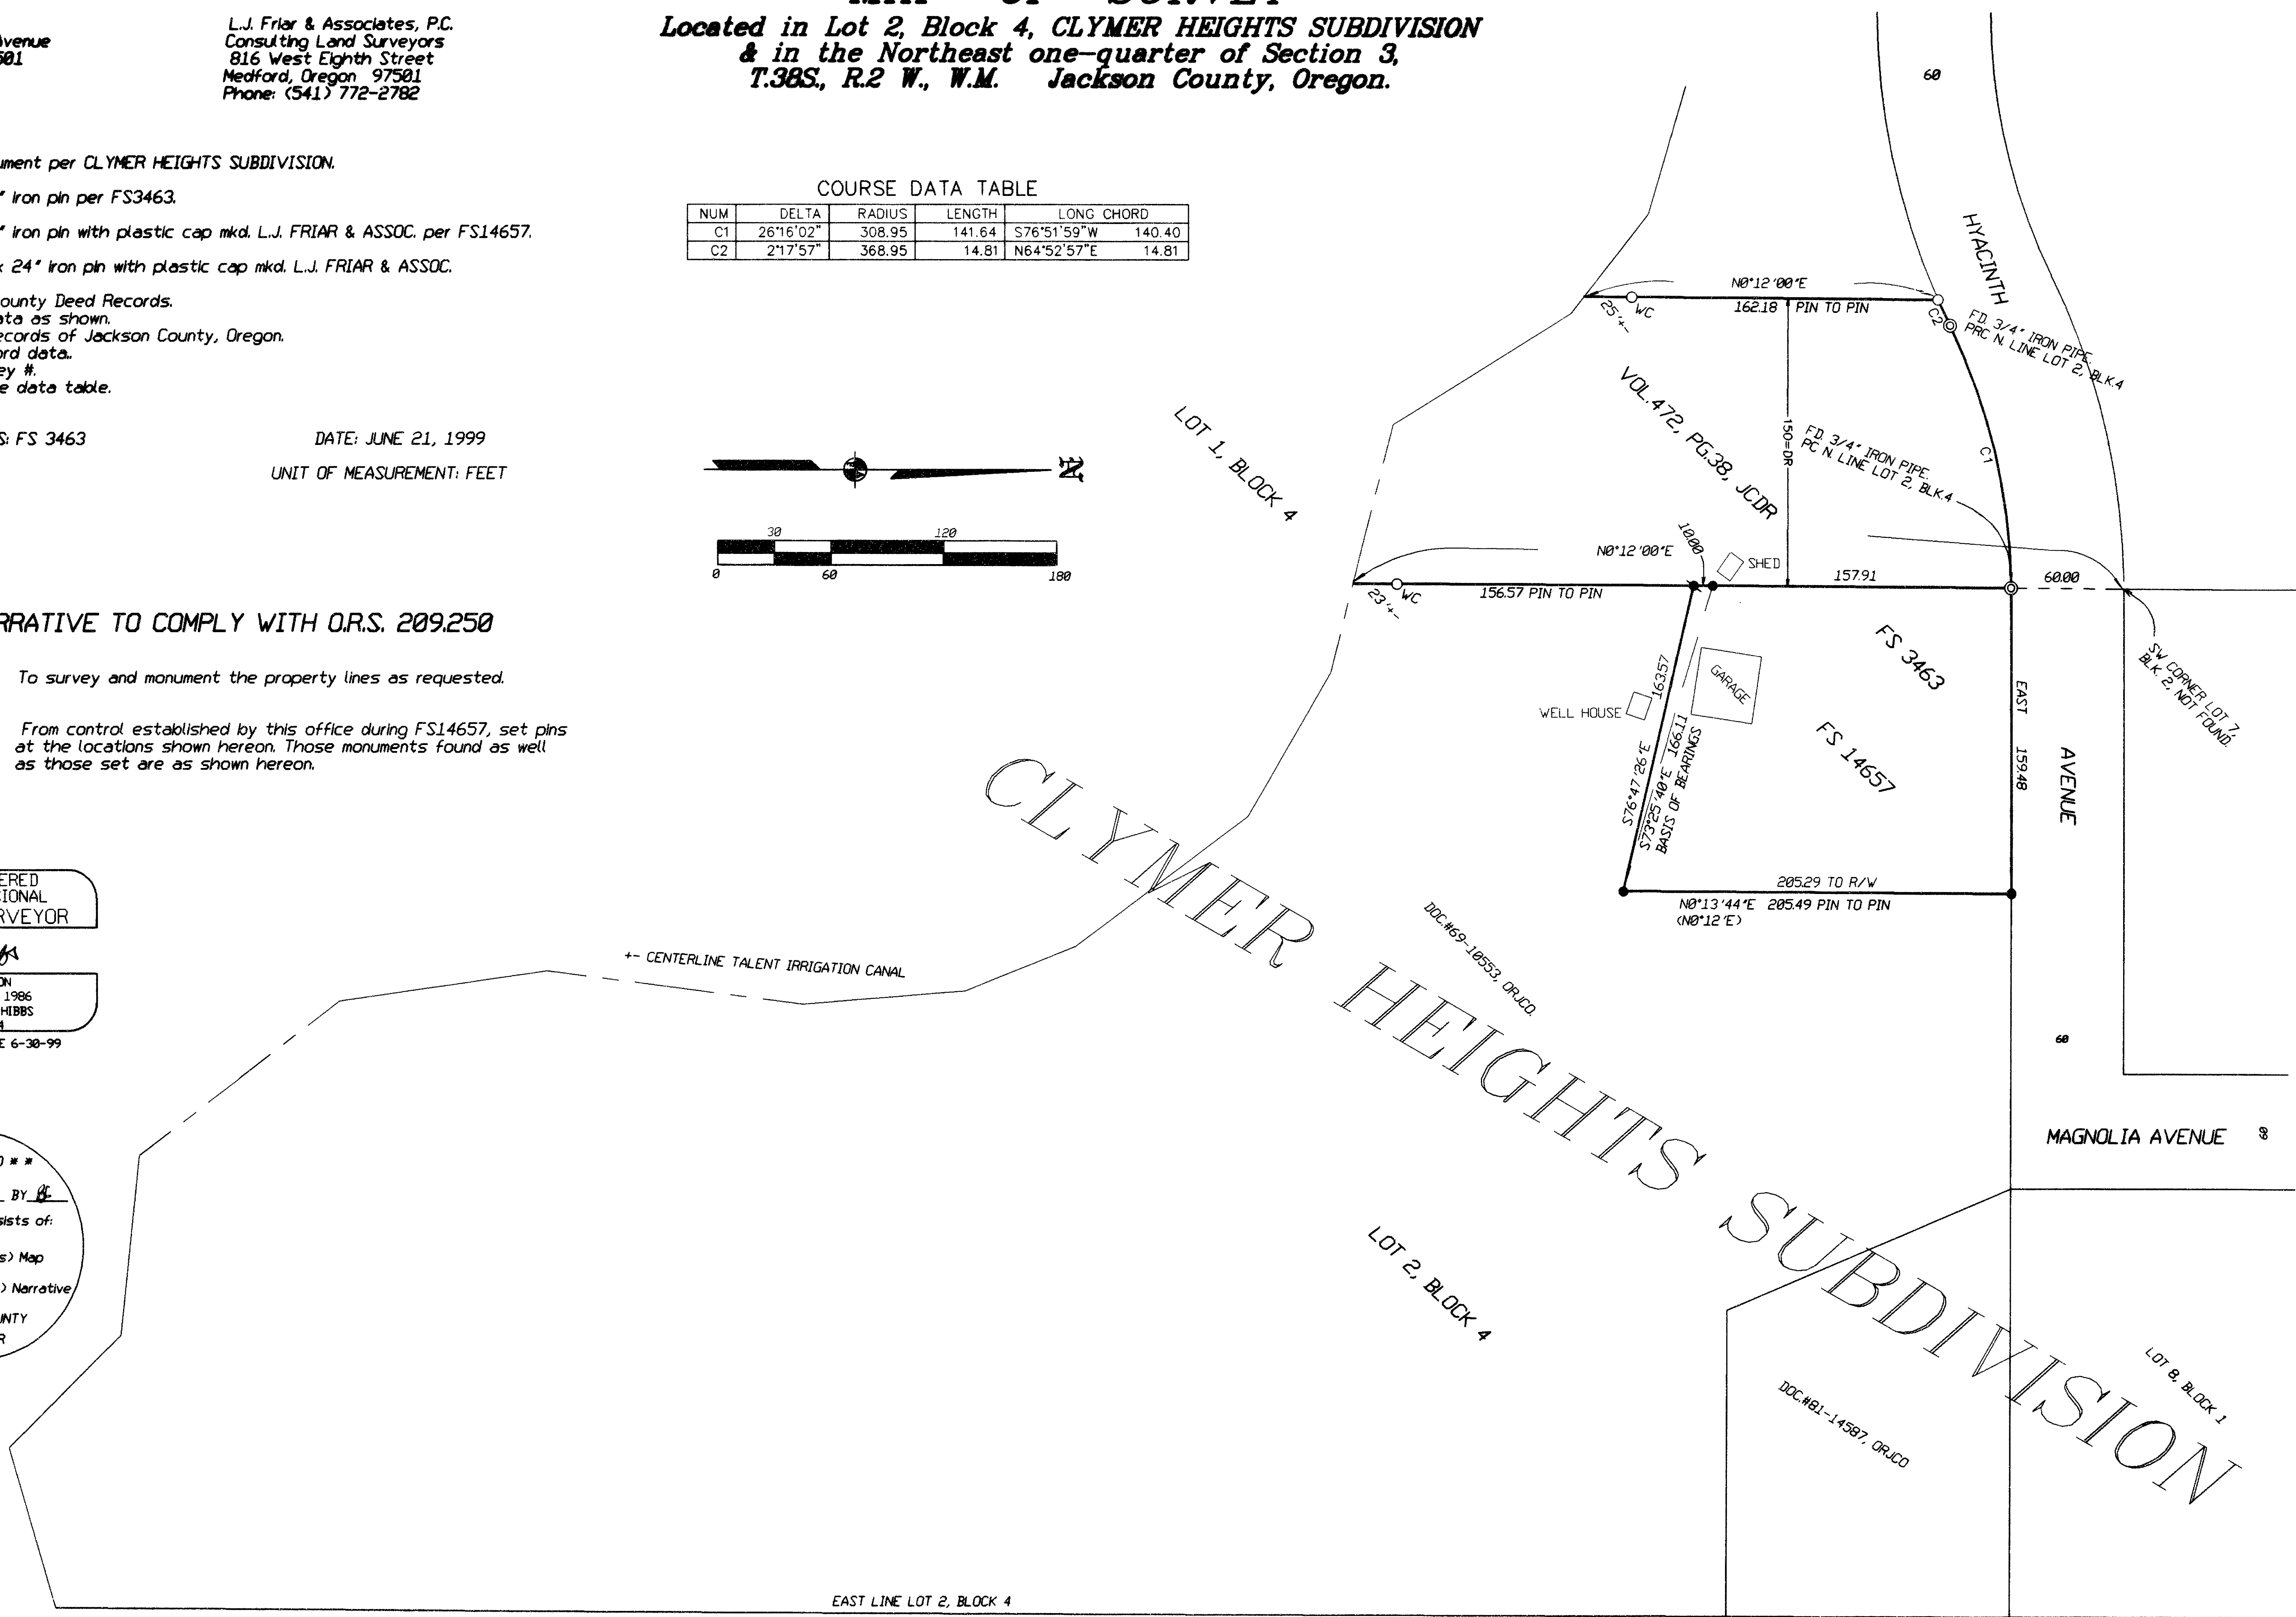 L.J. Friar & Associates, P.C.
Consulting Land Surveyors
816 West Eighth Street
Medford, Oregon 97501
Phone: (541) 772-2782
Located in Lot 2, Block 4, CLYMER HEIGHTS SUBDIVISION
& in the Northeast one-quarter of Section 3,
T.38S., R.2 W., W.M. Jackson County, Oregon.
per CLYMER HEIGHTS SUBDIVISION.
" iron pin per FS3463.
" iron pin with plastic cap mkd. L.J. FRIAR & ASSOC. per FS14657.
24" iron pin with plastic cap mkd. L.J. FRIAR & ASSOC.
ounty Deed Records.
ata as shown.
ecords of Jackson County, Oregon.
ord data.
ey #.
e data table.
S: FS 3463
DATE: JUNE 21, 1999
UNIT OF MEASUREMENT: FEET
COURSE DATA TABLE
NUM DELTA RADIUS LENGTH LONG CHORD
C1 26°16'02" 308.95 141.64 S76°51'59"W 140.40
C2 2°17'57" 368.95 14.81 N64°52'57"E 14.81
30 120
0 60 180
RRATIVE TO COMPLY WITH O.R.S. 209.250
To survey and monument the property lines as requested.
From control established by this office during FS14657, set pins
at the locations shown hereon. Those monuments found as well
as those set are as shown hereon.
ERED
IONAL
RVEYOR
ON
1986
HIBBS
E 6-30-99
BY
sists of:
s) Map
) Narrative
NTY
R
60
HYACINTH
N0°12'00"E
162.18 PIN TO PIN
25'+-
WC
C2
FD. 3/4" IRON PIPE.
PRC N. LINE LOT 2, BLK.4
VOL.472, PG.38, JCDR
150=DR
FD. 3/4" IRON PIPE.
PC N. LINE LOT 2, BLK.4
C1
LOT 1, BLOCK 4
N0°12'00"E
10.00
SHED
157.91
60.00
23'+-
WC
156.57 PIN TO PIN
SW CORNER LOT 7,
BLK. 2, NOT FOUND.
FS 3463
FS 14657
GARAGE
WELL HOUSE
163.57
S76°47'26"E
S73°25'40"E 166.11
BASIS OF BEARINGS
EAST 159.48
AVENUE
205.29 TO R/W
N0°13'44"E 205.49 PIN TO PIN
(N0°12'E)
CLYMER HEIGHTS SUBDIVISION
+- CENTERLINE TALENT IRRIGATION CANAL
DOC.#69-10553, ORJCO.
60
MAGNOLIA AVENUE 60
LOT 2, BLOCK 4
LOT 8, BLOCK 1
DOC.#81-14587, ORJCO
EAST LINE LOT 2, BLOCK 4